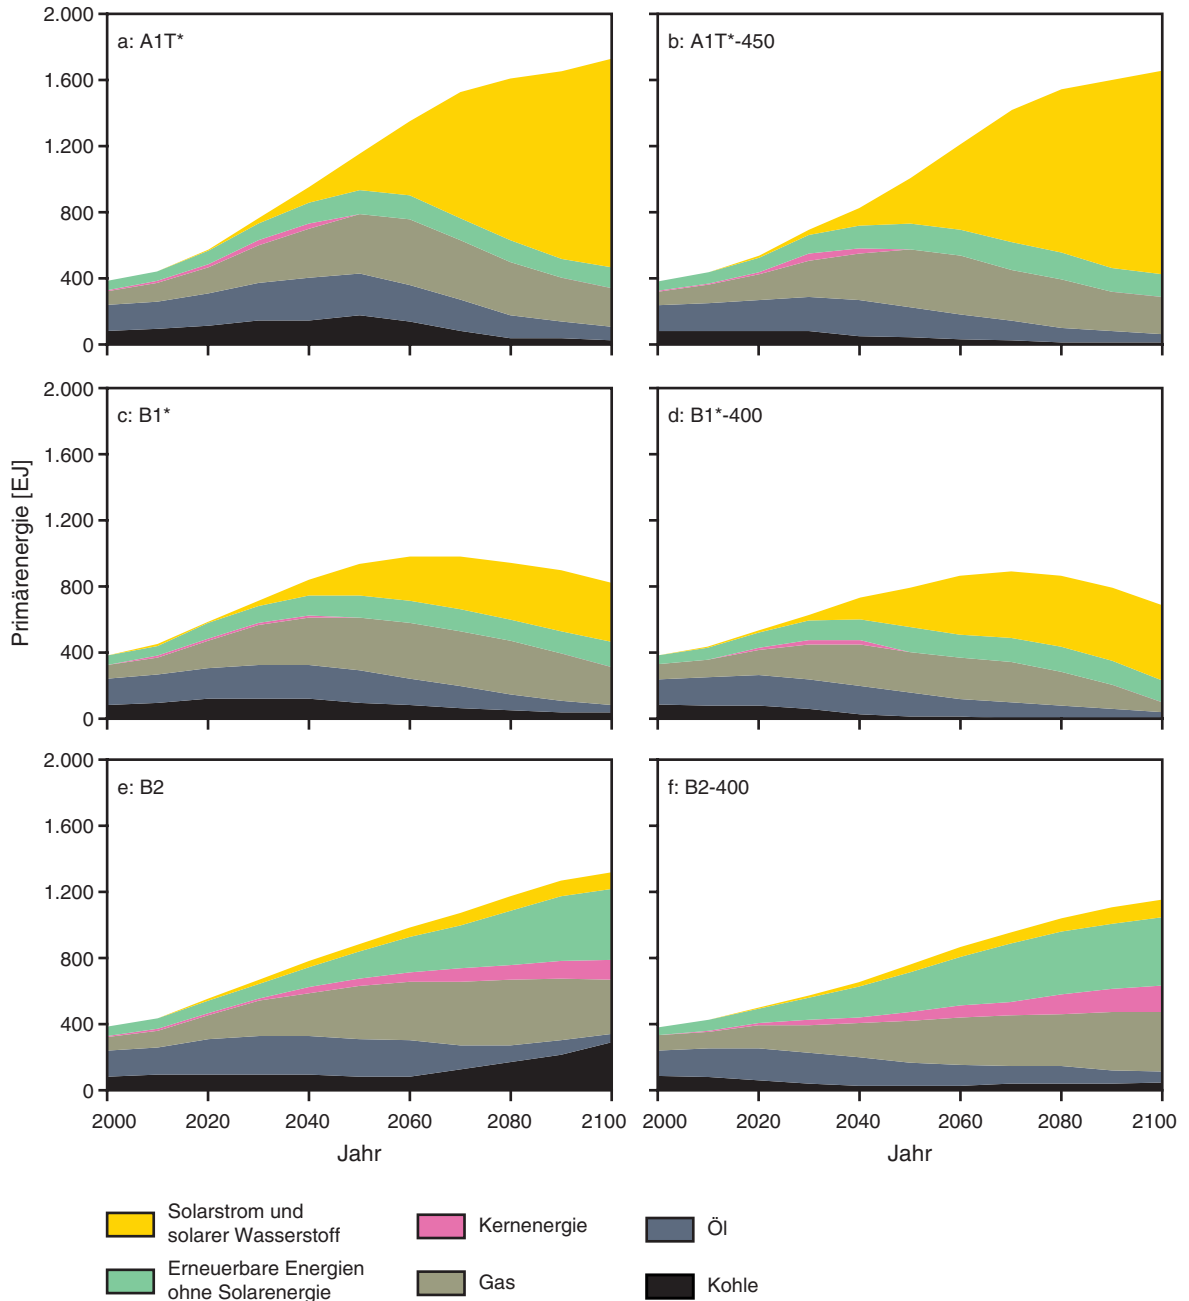 2.000
1.600
1.200
800
400
0
a: A1T*
b: A1T*-450
2.000
1.600
1.200
800
400
0
c: B1*
d: B1*-400
Primärenergie [EJ]
2.000
1.600
1.200
800
400
0
e: B2
f: B2-400
2000 2020 2040 2060 2080 2100
2000 2020 2040 2060 2080 2100
Jahr
Jahr
Solarstrom und
solarer Wasserstoff
Erneuerbare Energien
ohne Solarenergie
Kernenergie
Gas
Öl
Kohle